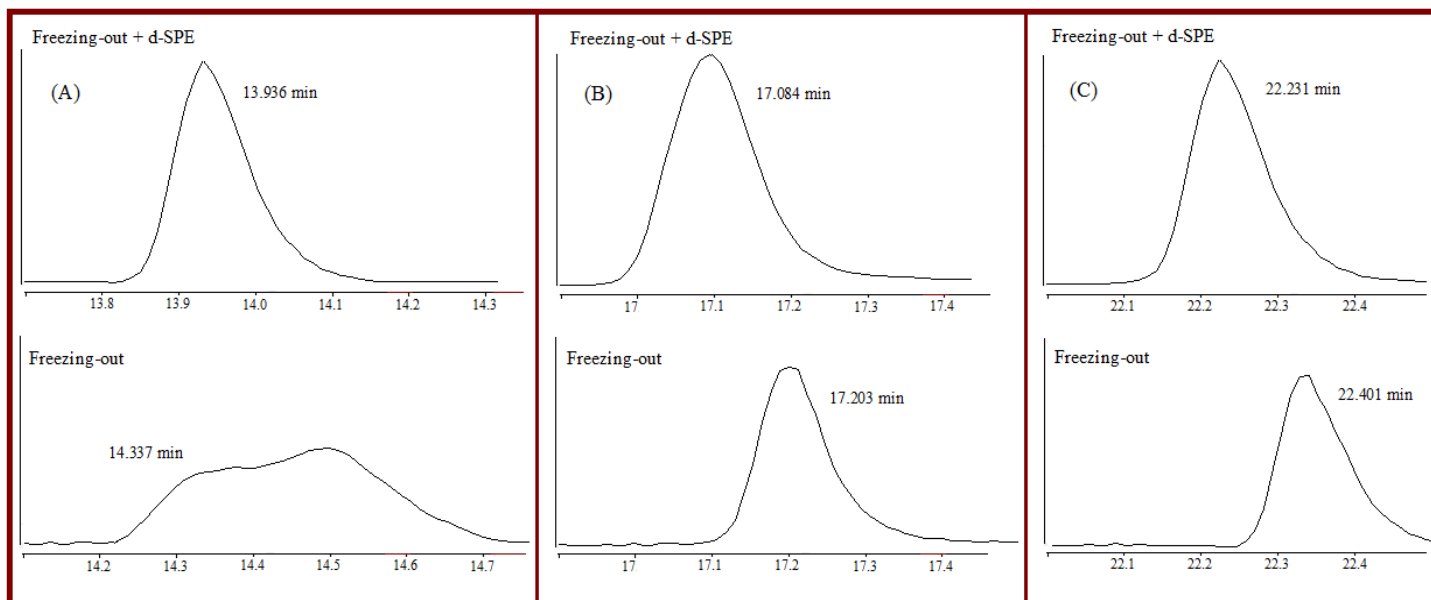 Freezing-out + d-SPE
(A)
13.936 min
13.8 13.9 14.0 14.1 14.2 14.3
Freezing-out
14.337 min
14.2 14.3 14.4 14.5 14.6 14.7
Freezing-out + d-SPE
(B)
17.084 min
17 17.1 17.2 17.3 17.4
Freezing-out
17.203 min
17 17.1 17.2 17.3 17.4
Freezing-out + d-SPE
(C)
22.231 min
22.1 22.2 22.3 22.4
Freezing-out
22.401 min
22.1 22.2 22.3 22.4